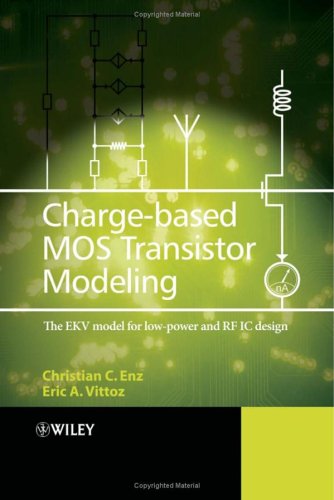 Copyrighted Material
nA
Charge-based
MOS Transistor
Modeling
The EKV model for low-power and RF IC design
Christian C. Enz
Eric A. Vittoz
WILEY
Copyrighted Material